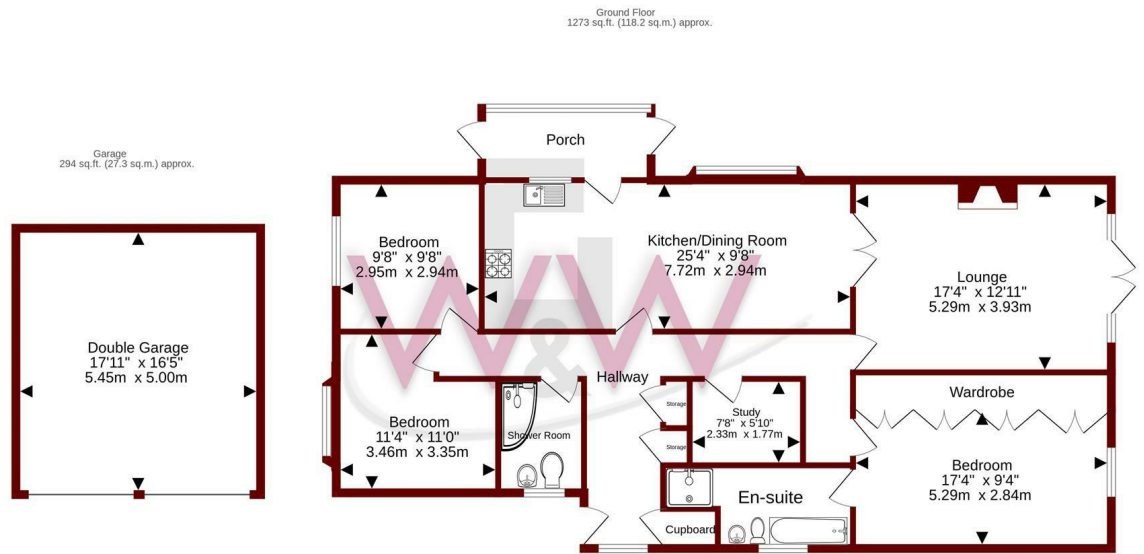 Ground Floor
1273 sq.ft. (118.2 sq.m.) approx.
Garage
294 sq.ft. (27.3 sq.m.) approx.
Porch
Bedroom
9'8" x 9'8"
2.95m x 2.94m
Kitchen/Dining Room
25'4" x 9'8"
7.72m x 2.94m
Lounge
17'4" x 12'11"
5.29m x 3.93m
Double Garage
17'11" x 16'5"
5.45m x 5.00m
W&W
Hallway
Bedroom
11'4" x 11'0"
3.46m x 3.35m
Shower Room
Storage
Storage
Study
7'8" x 5'10"
2.33m x 1.77m
Wardrobe
Bedroom
17'4" x 9'4"
5.29m x 2.84m
En-suite
Cupboard